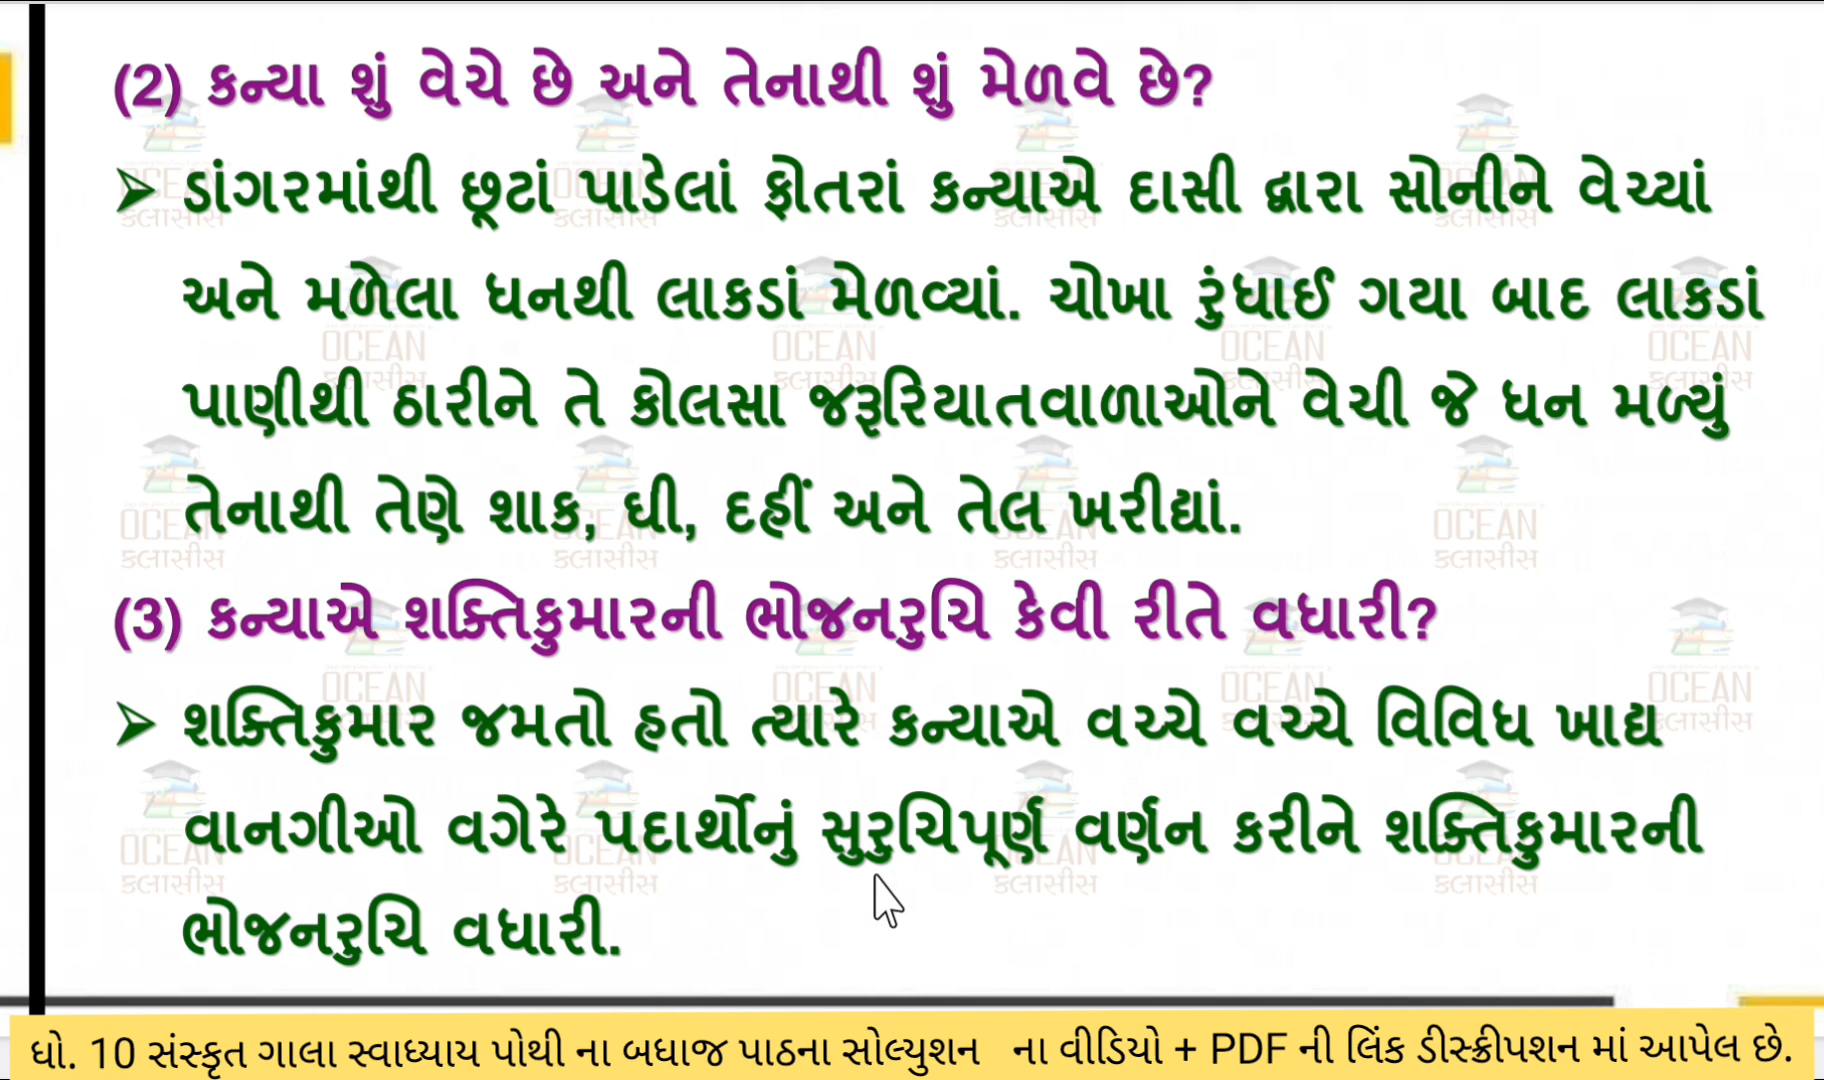 (2) કન્યા શું વેચે છે અને તેનાથી શું મેળવે છે?
➢ ડાંગરમાંથી છૂટાં પાડેલાં ફોતરાં કન્યાએ દાસી દ્વારા સોનીને વેચ્યાં
અને મળેલા ધનથી લાકડાં મેળવ્યાં. ચોખા રુંધાઈ ગયા બાદ લાકડાં
પાણીથી ઠારીને તે કોલસા જરૂરિયાતવાળાઓને વેચી જે ધન મળ્યું
તેનાથી તેણે શાક, ઘી, દહીં અને તેલ ખરીદ્યાં.
(3) કન્યાએ શક્તિકુમારની ભોજનરુચિ કેવી રીતે વધારી?
➢ શક્તિકુમાર જમતો હતો ત્યારે કન્યાએ વચ્ચે વચ્ચે વિવિધ ખાદ્ય
વાનગીઓ વગેરે પદાર્થોનું સુરુચિપૂર્ણ વર્ણન કરીને શક્તિકુમારની
ભોજનરુચિ વધારી.
ધો. 10 સંસ્કૃત ગાલા સ્વાધ્યાય પોથી ના બધાજ પાઠના સોલ્યુશન ના વીડિયો + PDF ની લિંક ડીસ્ક્રીપશન માં આપેલ છે.
OCEAN
ક્લાસીસ